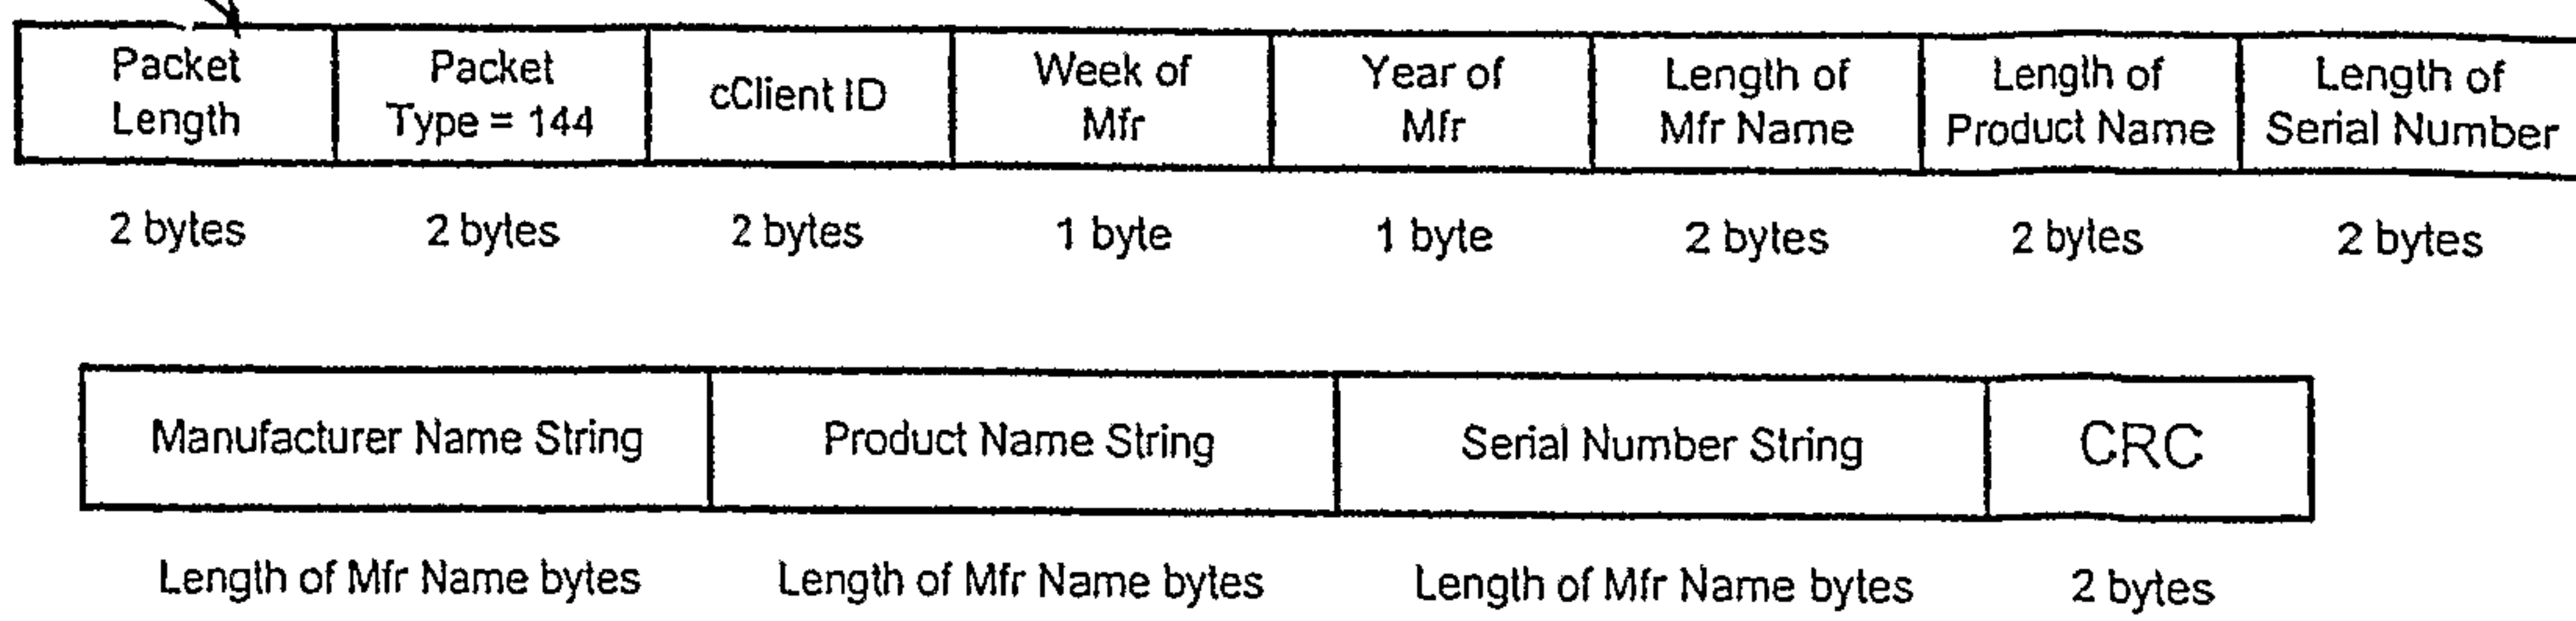 Packet Length
Packet Type = 144
cClient ID
Week of Mfr
Year of Mfr
Length of Mfr Name
Length of Product Name
Length of Serial Number
2 bytes
2 bytes
2 bytes
1 byte
1 byte
2 bytes
2 bytes
2 bytes
Manufacturer Name String
Product Name String
Serial Number String
CRC
Length of Mfr Name bytes
Length of Mfr Name bytes
Length of Mfr Name bytes
2 bytes